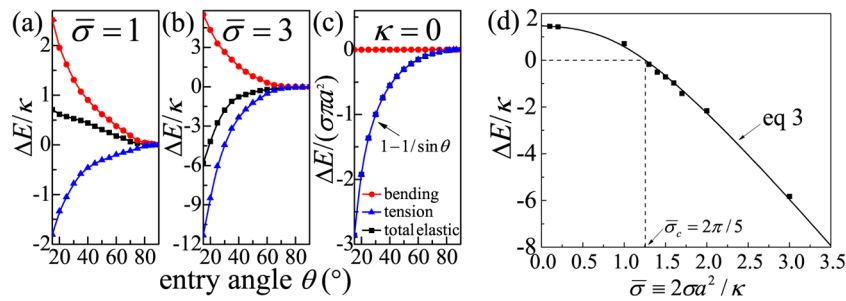 (a) σ̄ = 1
ΔE/κ
2
1
0
1
-2
20 40 60 80
(b) σ̄ = 3
ΔE/κ
5
3
0
-3
-6
-9
-12
20 40 60 80
(c) κ = 0
ΔE/(σπa²)
0
-1
-2
-3
1−1/sinθ
bending
tension
total elastic
20 40 60 80
entry angle θ (°)
(d)
ΔE/κ
2
0
-2
-4
-6
-8
eq 3
σ̄c = 2π/5
0.0 0.5 1.0 1.5 2.0 2.5 3.0 3.5
σ̄ ≡ 2σa²/κ